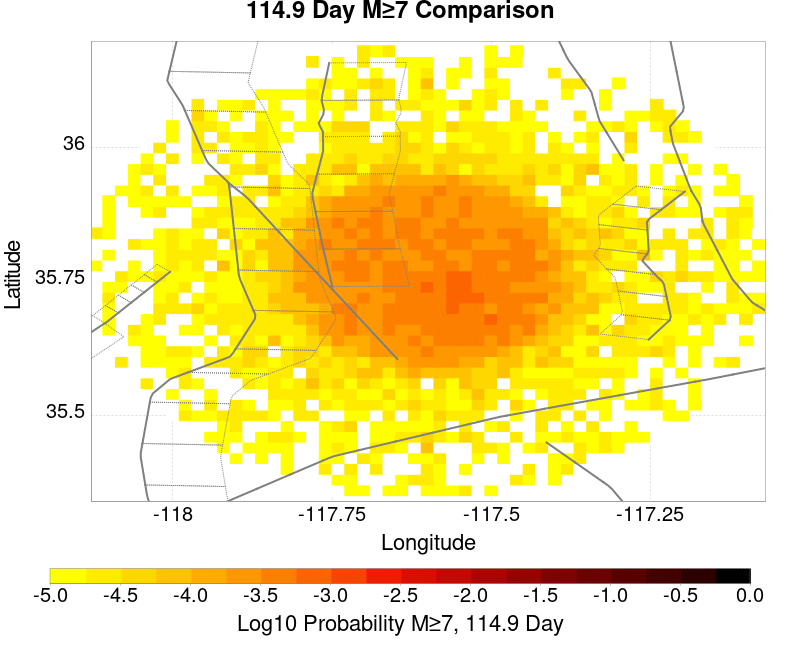 114.9 Day M≥7 Comparison
36
35.75
35.5
Latitude
-118 -117.75 -117.5 -117.25
Longitude
-5.0 -4.5 -4.0 -3.5 -3.0 -2.5 -2.0 -1.5 -1.0 -0.5 0.0
Log10 Probability M≥7, 114.9 Day